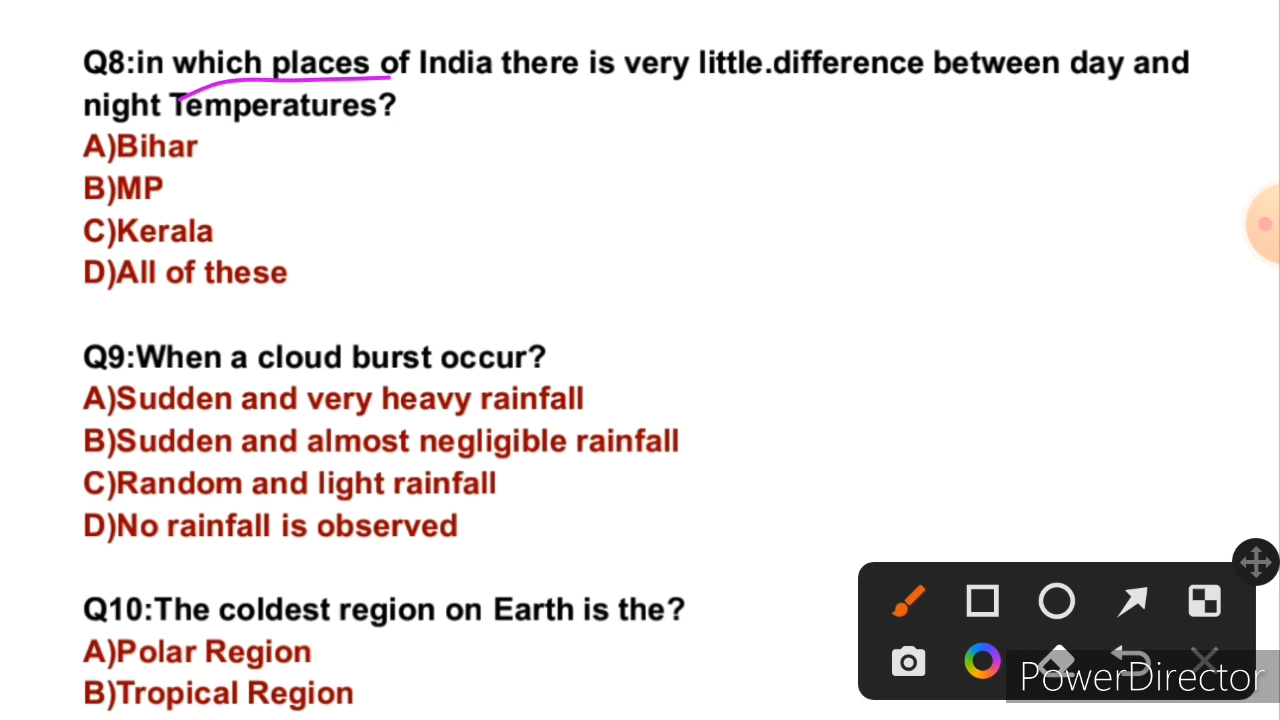 Q8:in which places of India there is very little.difference between day and
night Temperatures?
A)Bihar
B)MP
C)Kerala
D)All of these
Q9:When a cloud burst occur?
A)Sudden and very heavy rainfall
B)Sudden and almost negligible rainfall
C)Random and light rainfall
D)No rainfall is observed
Q10:The coldest region on Earth is the?
A)Polar Region
B)Tropical Region
PowerDirector